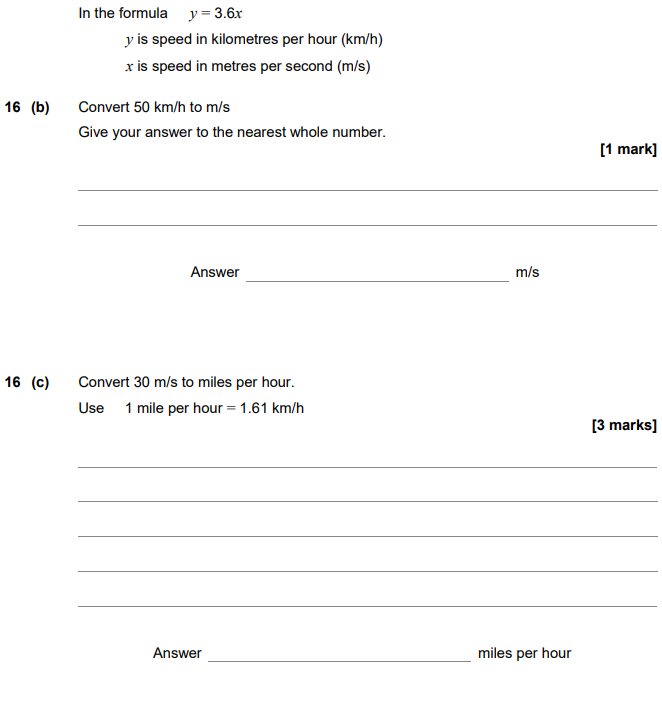 In the formula y = 3.6x
y is speed in kilometres per hour (km/h)
x is speed in metres per second (m/s)
16 (b) Convert 50 km/h to m/s
Give your answer to the nearest whole number.
[1 mark]
Answer m/s
16 (c) Convert 30 m/s to miles per hour.
Use 1 mile per hour = 1.61 km/h
[3 marks]
Answer miles per hour